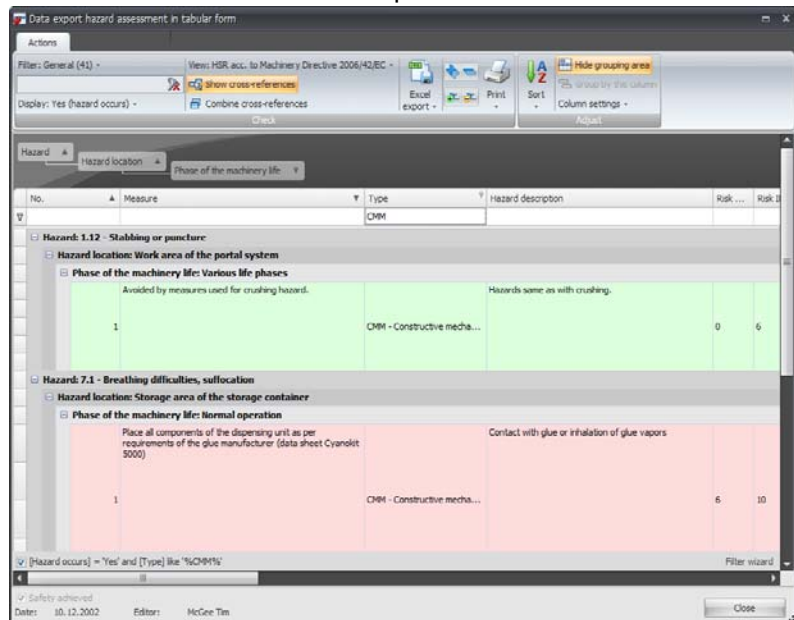 Data export hazard assessment in tabular form
Actions
Filter: General (41)
View: HSR acc. to Machinery Directive 2006/42/EC
Show cross-references
Display: Yes (hazard occurs)
Combine cross-references
Check
Excel export
Print
Sort
Hide grouping area
Group by this column
Column settings
Adjust
Hazard
Hazard location
Phase of the machinery life
No. Measure Type Hazard description Risk ... Risk
CMM
Hazard: 1.12 - Stabbing or puncture
Hazard location: Work area of the portal system
Phase of the machinery life: Various life phases
Avoided by measures used for crushing hazard. Hazards same as with crushing.
1 CMM - Constructive mecha... 0 6
Hazard: 7.1 - Breathing difficulties, suffocation
Hazard location: Storage area of the storage container
Phase of the machinery life: Normal operation
Place all components of the dispensing unit as per Contact with glue or inhalation of glue vapors
requirements of the glue manufacturer (data sheet Cyanokit
5000)
1 CMM - Constructive mecha... 6 10
[Hazard occurs] = 'Yes' and [Type] like '%CMM%' Filter wizard
Safety achieved
Date: 10.12.2002 Editor: McGee Tim Close